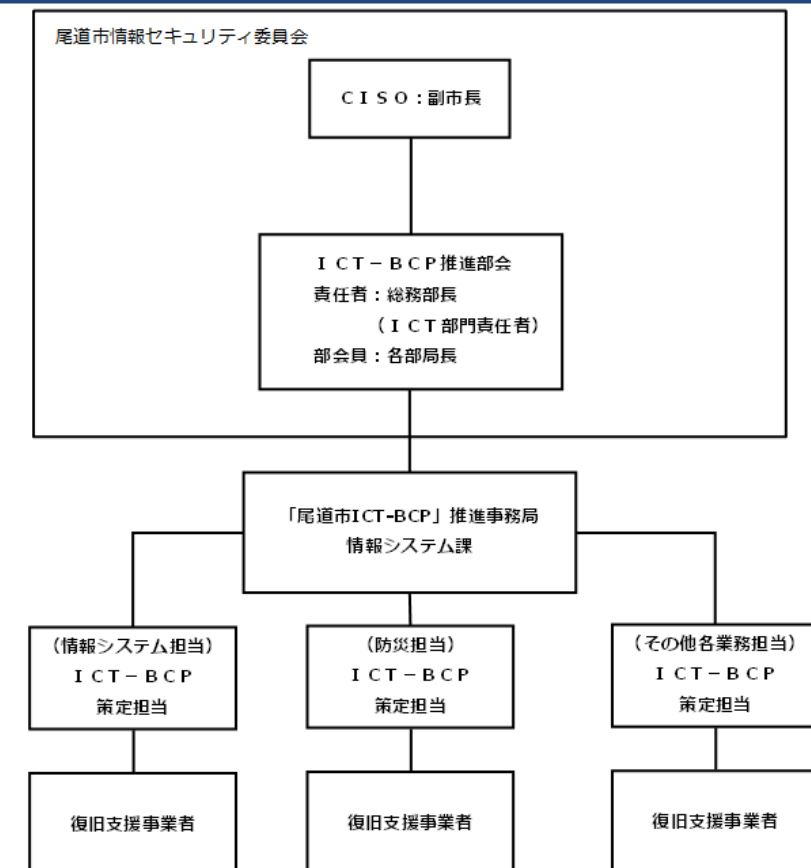 尾道市情報セキュリティ委員会
ＣＩＳＯ：副市長
ＩＣＴ－ＢＣＰ推進部会
責任者：総務部長
（ＩＣＴ部門責任者）
部会員：各部局長
「尾道市ICT-BCP」推進事務局
情報システム課
（情報システム担当）
ＩＣＴ－ＢＣＰ
策定担当
（防災担当）
ＩＣＴ－ＢＣＰ
策定担当
（その他各業務担当）
ＩＣＴ－ＢＣＰ
策定担当
復旧支援事業者
復旧支援事業者
復旧支援事業者